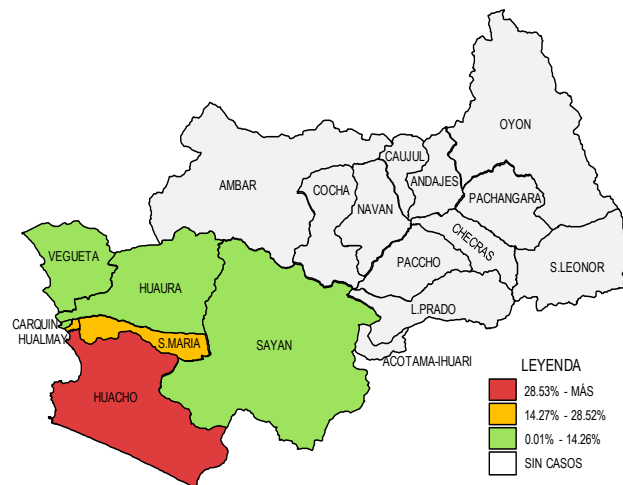 OYON
CAUJUL
ANDAJES
AMBAR
COCHA
NAVAN
PACHANGARA
CHECRAS
VEGUETA
PACCHO
S.LEONOR
HUAURA
L.PRADO
CARQUIN
HUALMAY
S.MARIA
SAYAN
ACOTAMA-IHUARI
HUACHO
LEYENDA
28.53% - MÁS
14.27% - 28.52%
0.01% - 14.26%
SIN CASOS